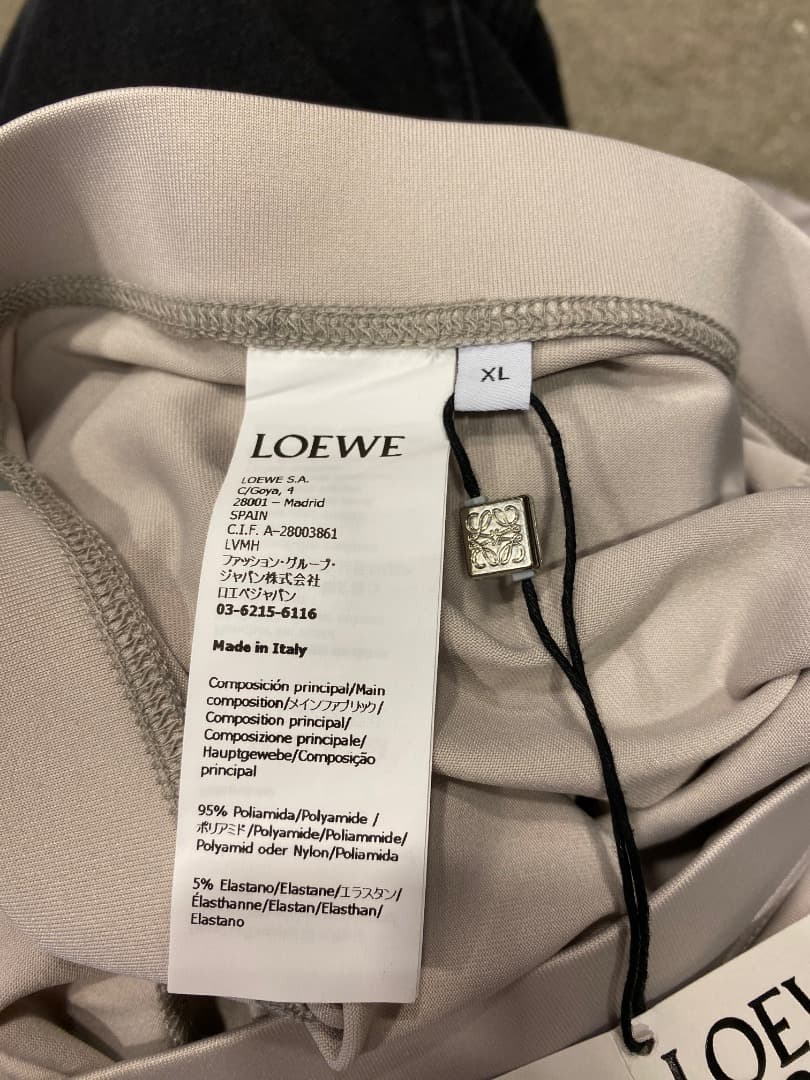 LOEWE
LOEWE S.A.
C/Goya, 4
28001 – Madrid
SPAIN
C.I.F. A-28003861
LVMH
ファッション・グループ・
ジャパン株式会社
ロエベジャパン
03-6215-6116
Made in Italy
Composición principal/Main
composition/メインファブリック/
Composition principal/
Composizione principale/
Hauptgewebe/Composição
principal
95% Poliamida/Polyamide /
ポリアミド/Polyamide/Poliammide/
Polyamid oder Nylon/Poliamida
5% Elastano/Elastane/エラスタン/
Élasthanne/Elastan/Elasthan/
Elastano
XL
LOEW